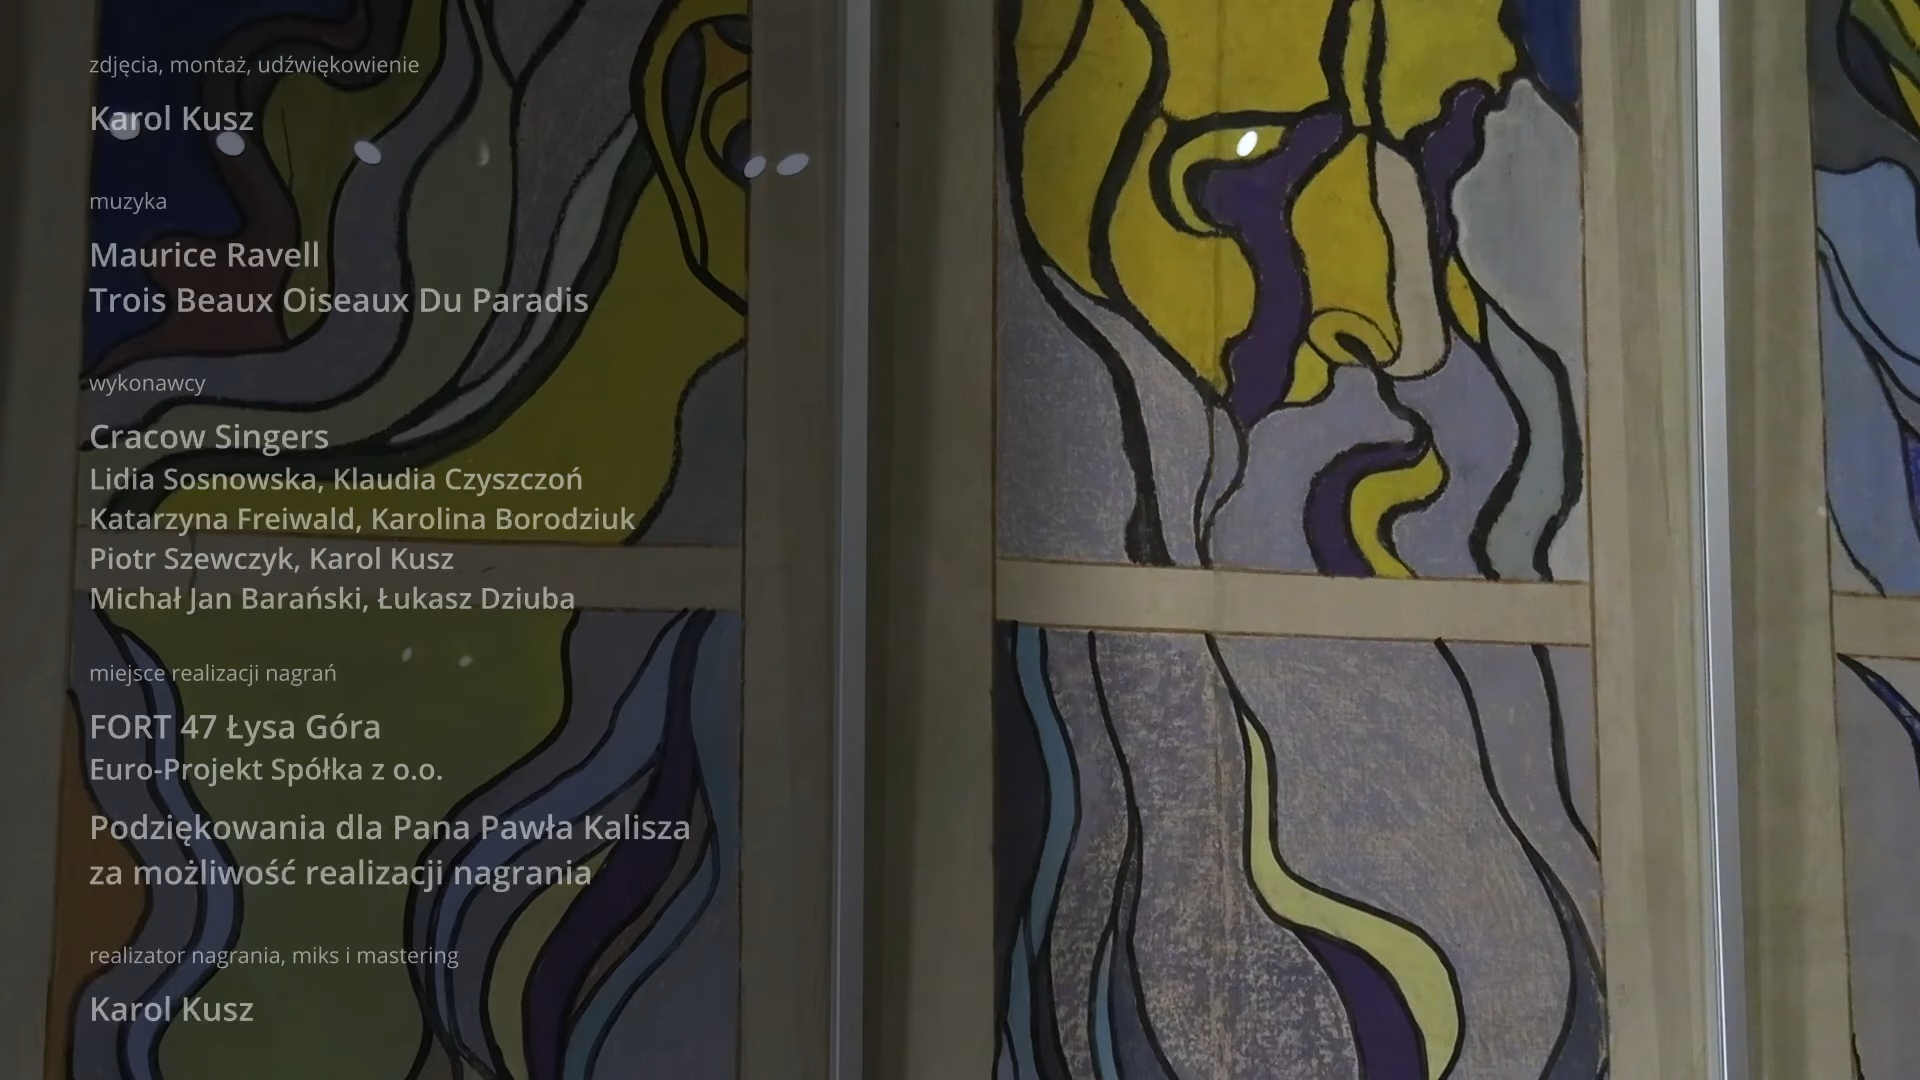 zdjęcia, montaż, udźwiękowienie
Karol Kusz
muzyka
Maurice Ravell
Trois Beaux Oiseaux Du Paradis
wykonawcy
Cracow Singers
Lidia Sosnowska, Klaudia Czyszczoń
Katarzyna Freiwald, Karolina Borodziuk
Piotr Szewczyk, Karol Kusz
Michał Jan Barański, Łukasz Dziuba
miejsce realizacji nagrań
FORT 47 Łysa Góra
Euro-Projekt Spółka z o.o.
Podziękowania dla Pana Pawła Kalisza
za możliwość realizacji nagrania
realizator nagrania, miks i mastering
Karol Kusz